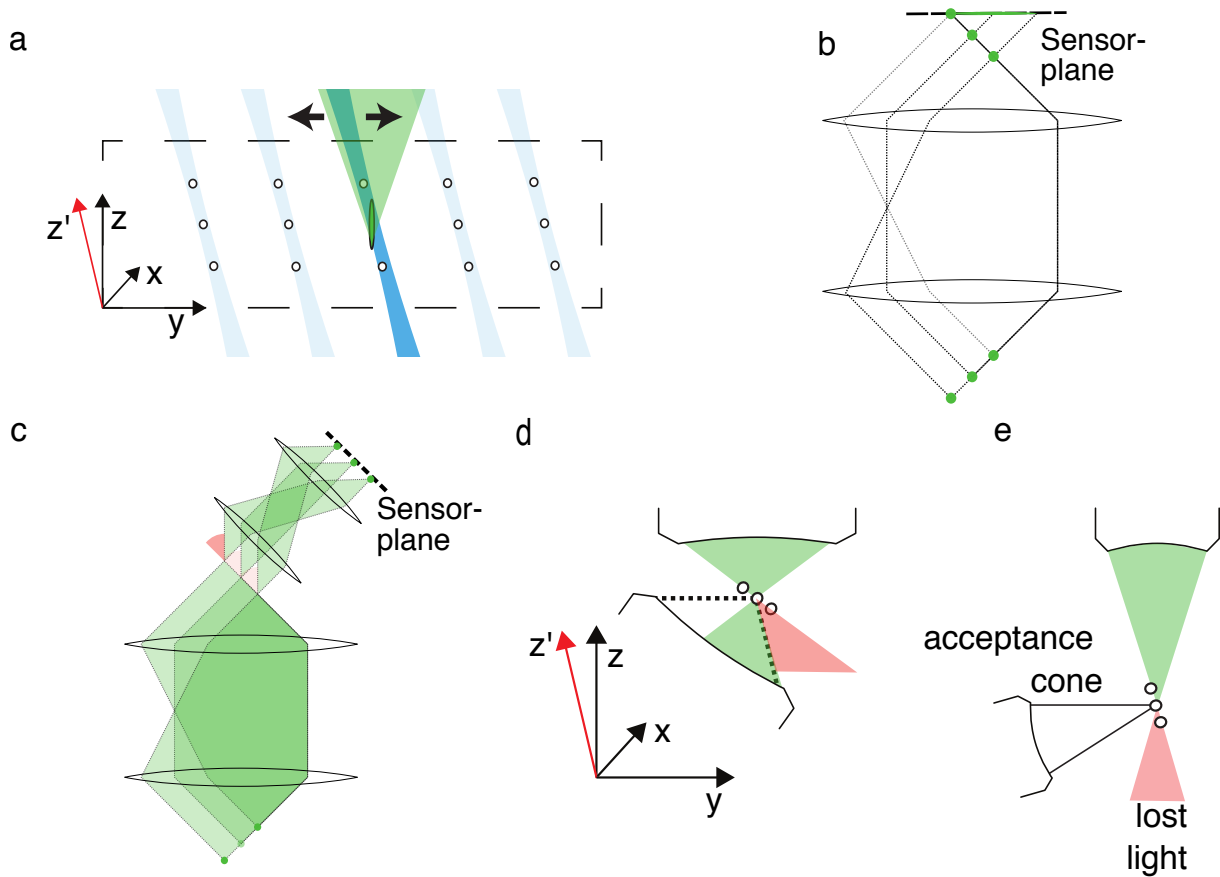 a
z'
z
x
y
b
Sensor-
plane
c
Sensor-
plane
d
z'
z
x
y
e
acceptance
cone
lost
light